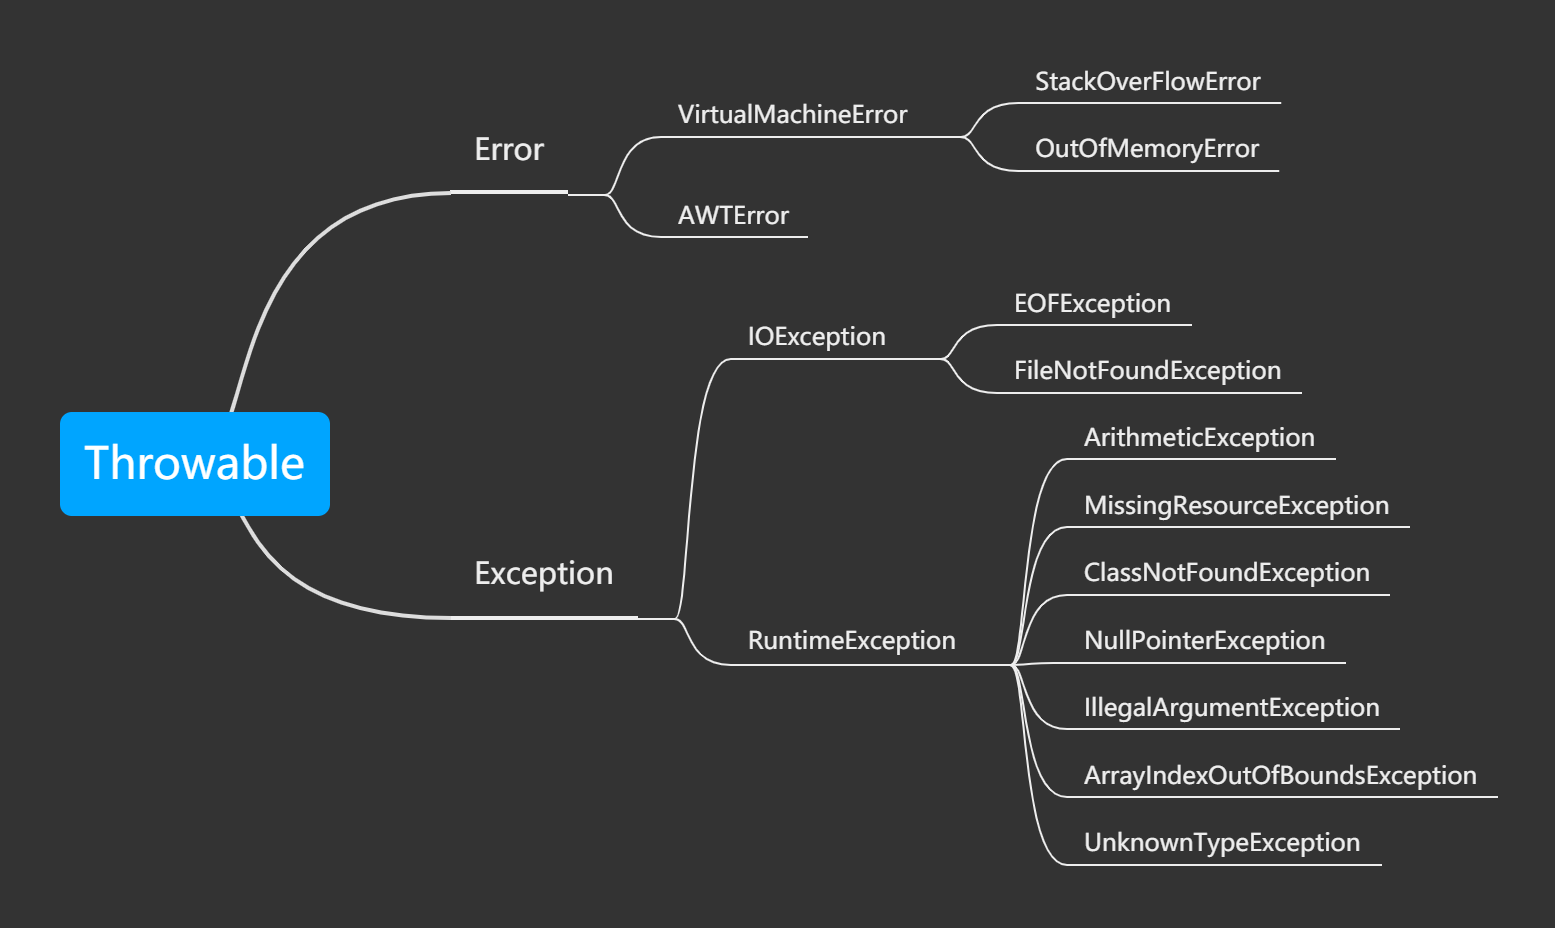 Throwable
Error
VirtualMachineError
StackOverFlowError
OutOfMemoryError
AWTError
Exception
IOException
EOFException
FileNotFoundException
RuntimeException
ArithmeticException
MissingResourceException
ClassNotFoundException
NullPointerException
IllegalArgumentException
ArrayIndexOutOfBoundsException
UnknownTypeException